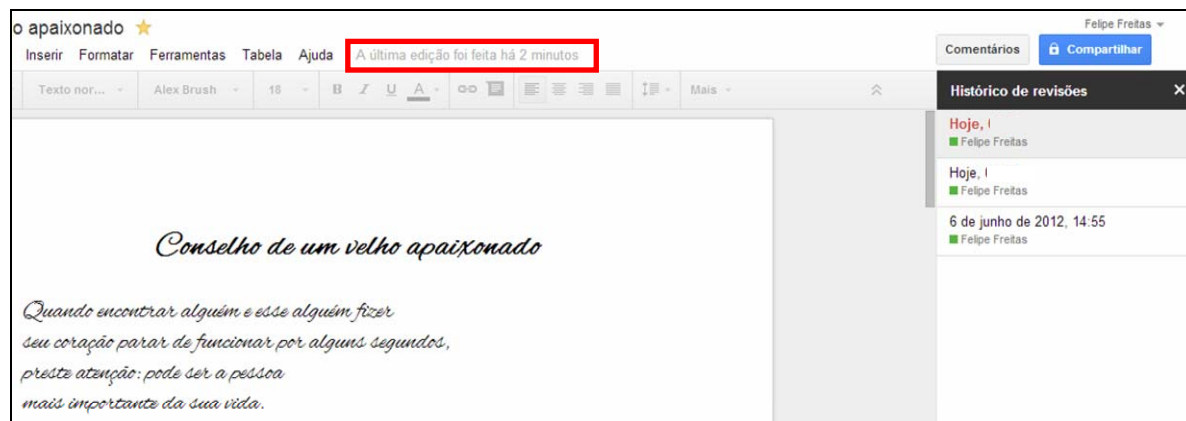 o apaixonado
Felipe Freitas
Inserir Formatar Ferramentas Tabela Ajuda A última edição foi feita há 2 minutos
Comentários Compartilhar
Texto nor... Alex Brush 18 B I U A Mais
Histórico de revisões ×
Hoje,
Felipe Freitas
Hoje,
Felipe Freitas
6 de junho de 2012, 14:55
Felipe Freitas
Conselho de um velho apaixonado
Quando encontrar alguém e esse alguém fizer
seu coração parar de funcionar por alguns segundos,
preste atenção: pode ser a pessoa
mais importante da sua vida.